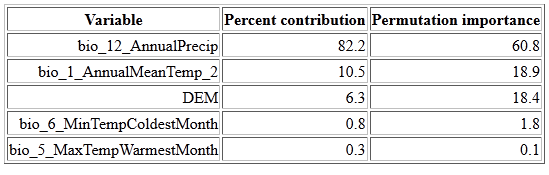 Variable Percent contribution Permutation importance
bio_12_AnnualPrecip 82.2 60.8
bio_1_AnnualMeanTemp_2 10.5 18.9
DEM 6.3 18.4
bio_6_MinTempColdestMonth 0.8 1.8
bio_5_MaxTempWarmestMonth 0.3 0.1